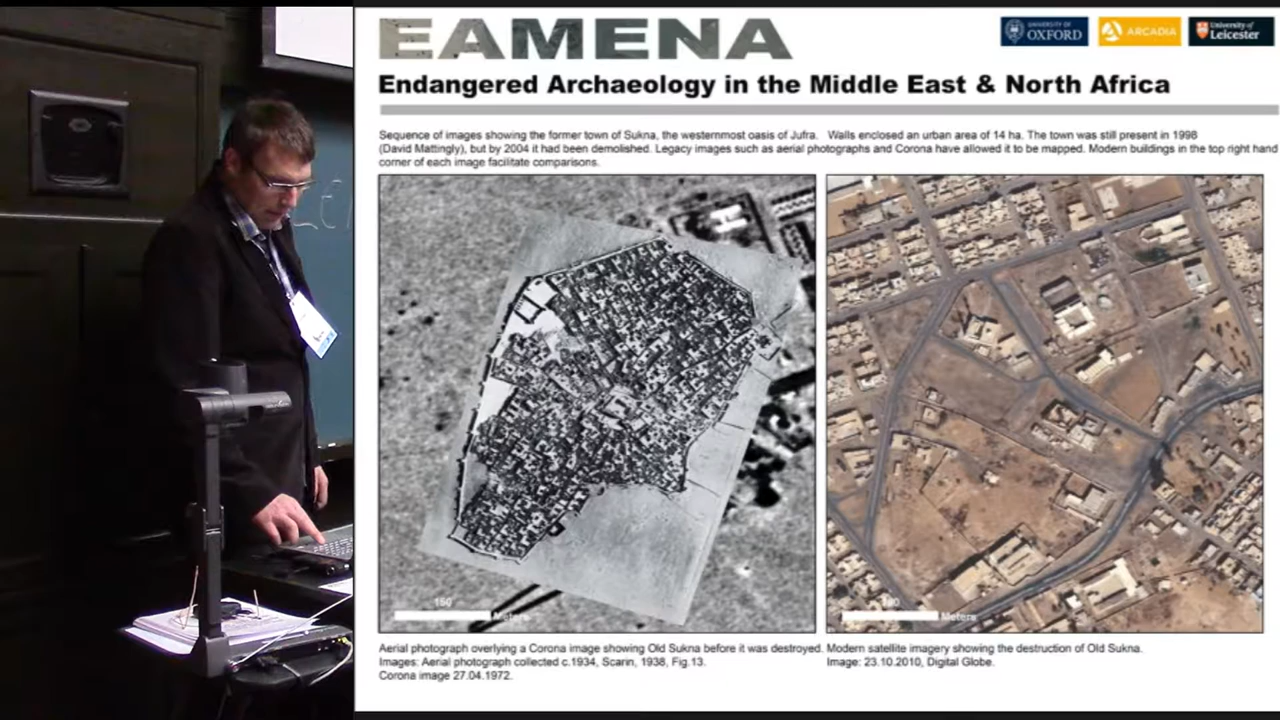 EAMENA
UNIVERSITY OF
OXFORD
ARCADIA
University of
Leicester
Endangered Archaeology in the Middle East & North Africa
Sequence of images showing the former town of Sukna, the westernmost oasis of Jufra. Walls enclosed an urban area of 14 ha. The town was still present in 1998
(David Mattingly), but by 2004 it had been demolished. Legacy images such as aerial photographs and Corona have allowed it to be mapped. Modern buildings in the top right hand
corner of each image facilitate comparisons.
150
Meters
Meters
Aerial photograph overlying a Corona image showing Old Sukna before it was destroyed.
Images: Aerial photograph collected c.1934, Scarin, 1938, Fig.13.
Corona image 27.04.1972.
Modern satellite imagery showing the destruction of Old Sukna.
Image: 23.10.2010, Digital Globe.